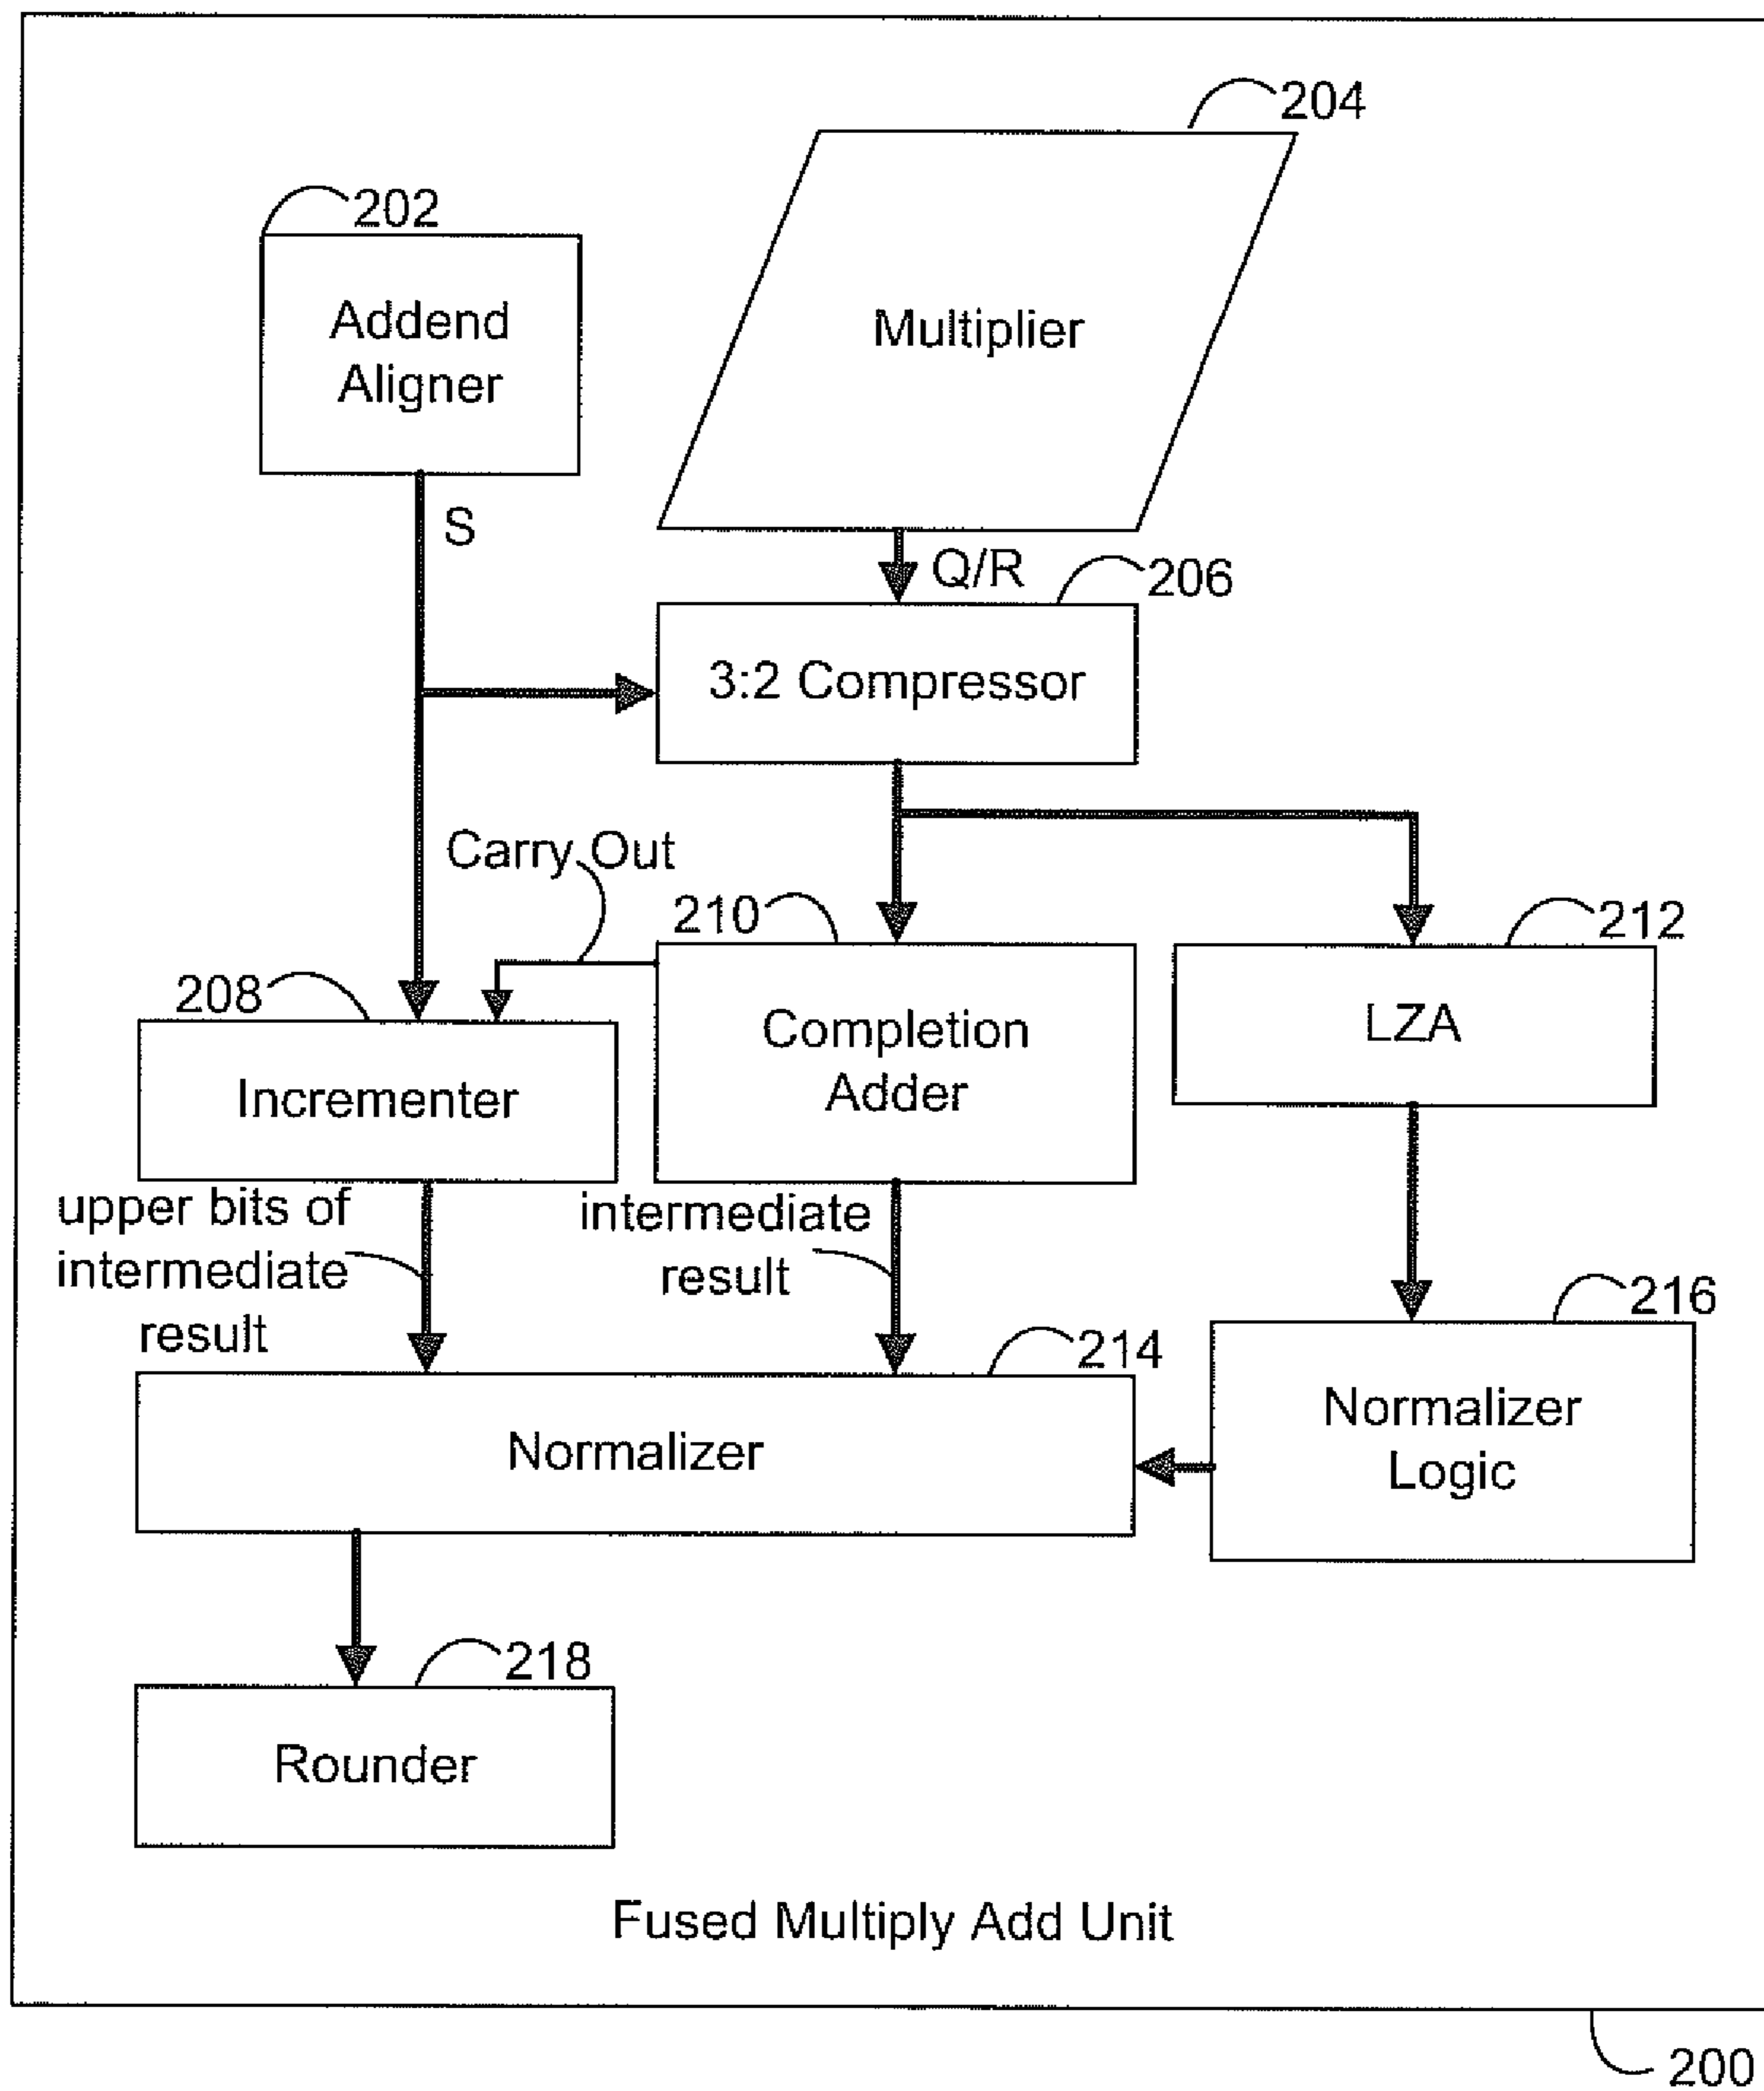 204
202
Addend
Aligner
Multiplier
S
Q/R
206
3:2 Compressor
Carry Out
210
212
208
Completion
Adder
LZA
Incrementer
upper bits of
intermediate
result
intermediate
result
216
214
Normalizer
Logic
Normalizer
218
Rounder
Fused Multiply Add Unit
200